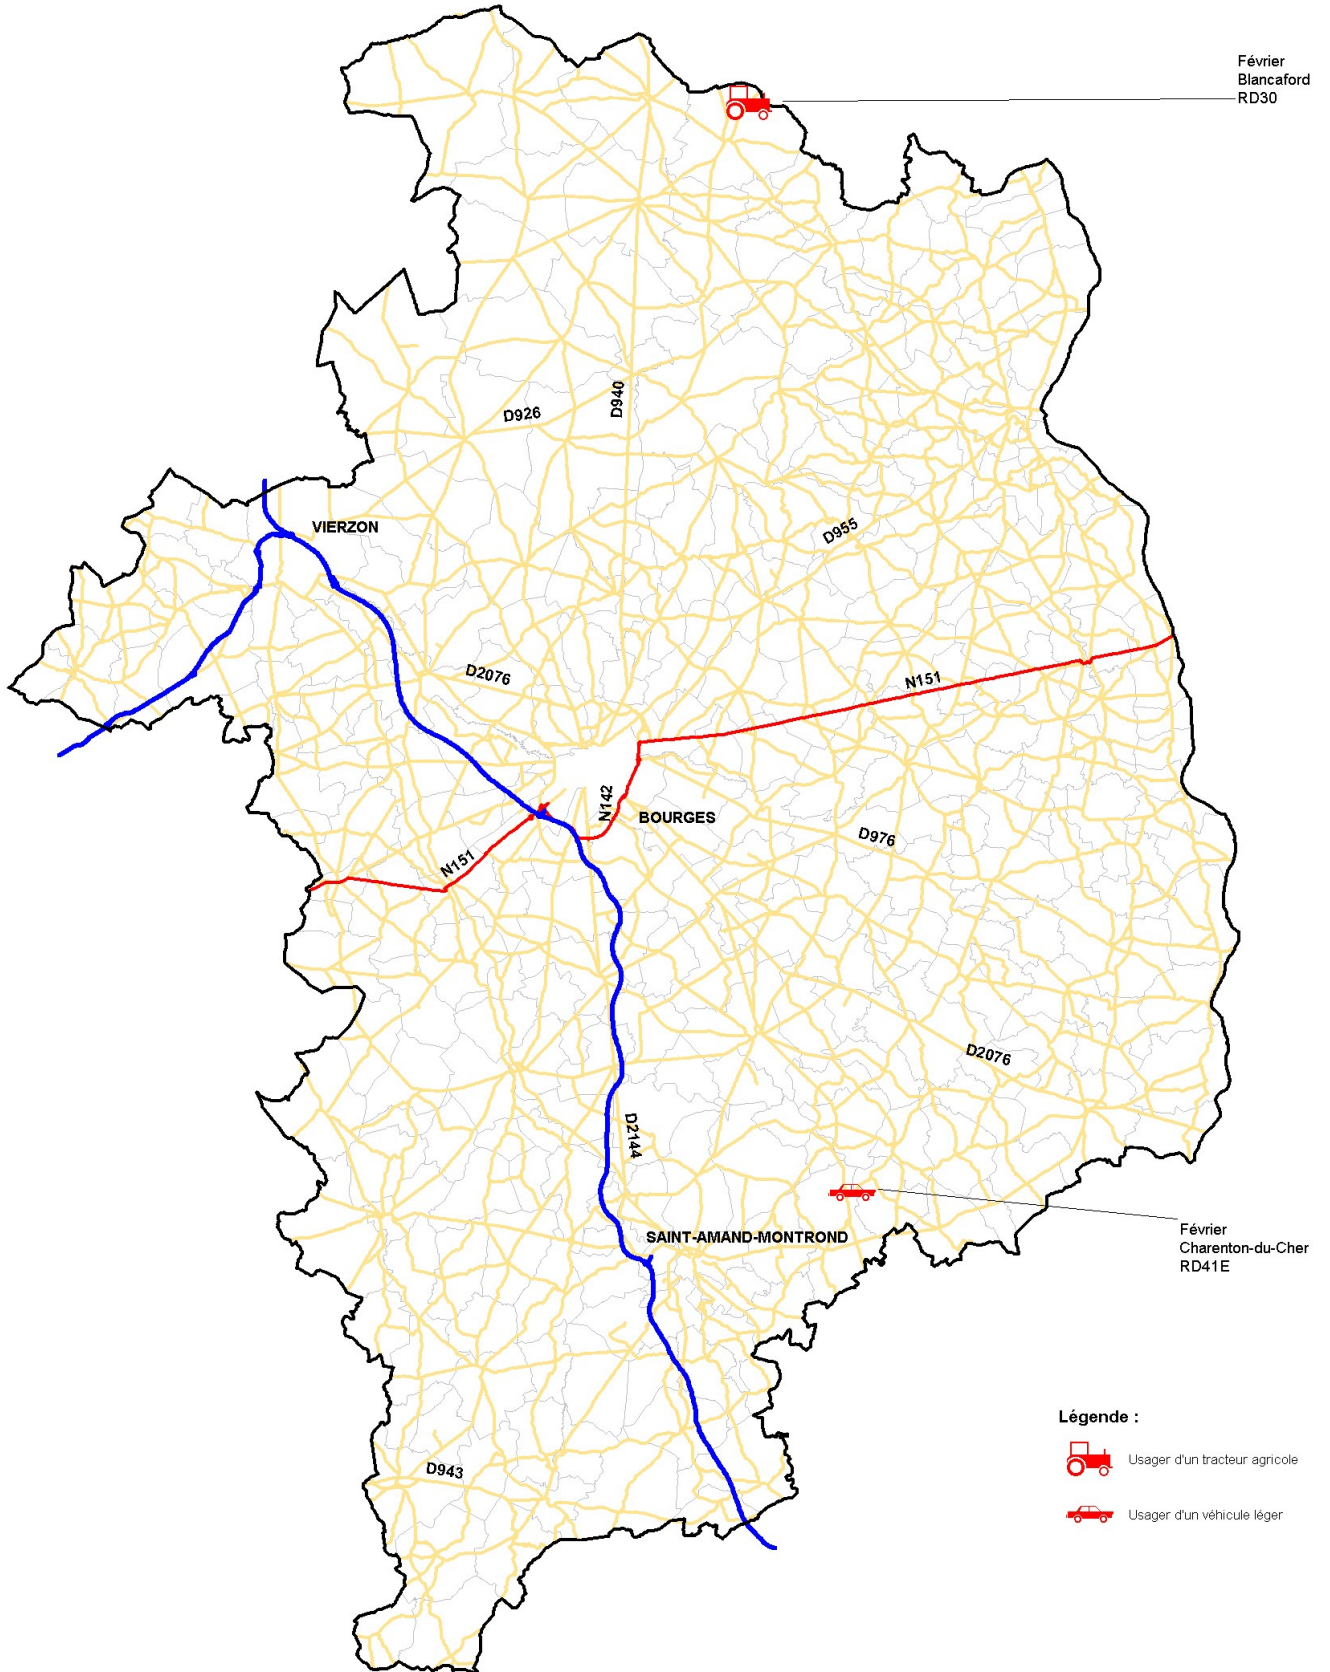 Février
Blancaford
RD30
D926
D940
VIERZON
D955
D2076
N151
N142
BOURGES
D976
N151
D2076
D2144
SAINT-AMAND-MONTROND
Février
Charenton-du-Cher
RD41E
D943
Légende :
Usager d'un tracteur agricole
Usager d'un véhicule léger